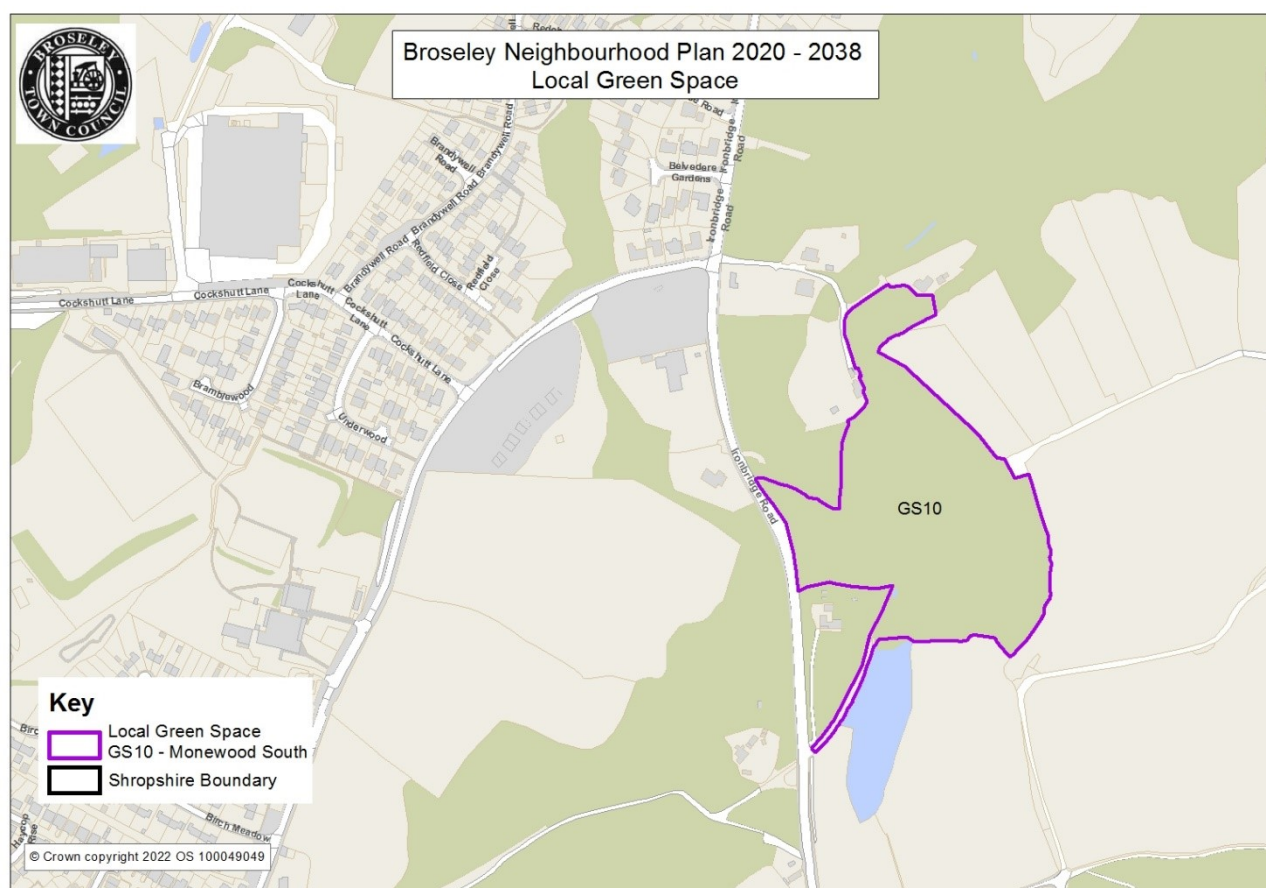 Broseley Neighbourhood Plan 2020 - 2038
Local Green Space
BROSELEY
TOWN COUNCIL
Road
Brandywell Road
Brandywell
Road
Brandywell Road
Brandywell Road
Redfield Close
Redfield
Close
Belvedere
Gardens
Ironbridge
Road
Ironbridge
Road
Ironbridge
Road
Cockshutt Lane
Cockshutt Lane
Cockshutt
Lane
Cockshutt
Lane
Cockshutt Lane
Bramblewood
Underwood
Ironbridge Road
GS10
Key
Local Green Space
GS10 - Monewood South
Shropshire Boundary
Birch Meadow
Haycop
Rise
© Crown copyright 2022 OS 100049049